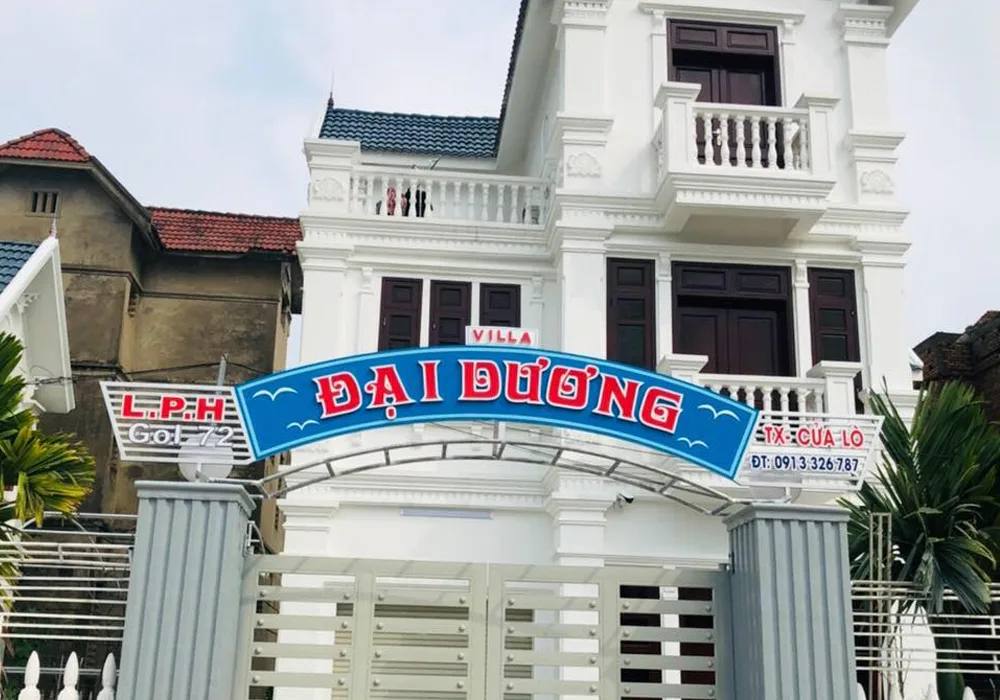 VILLA
ĐẠI DƯƠNG
L.P.H
Gol 72
TX- CỬA LÒ
ĐT: 0913 326 787